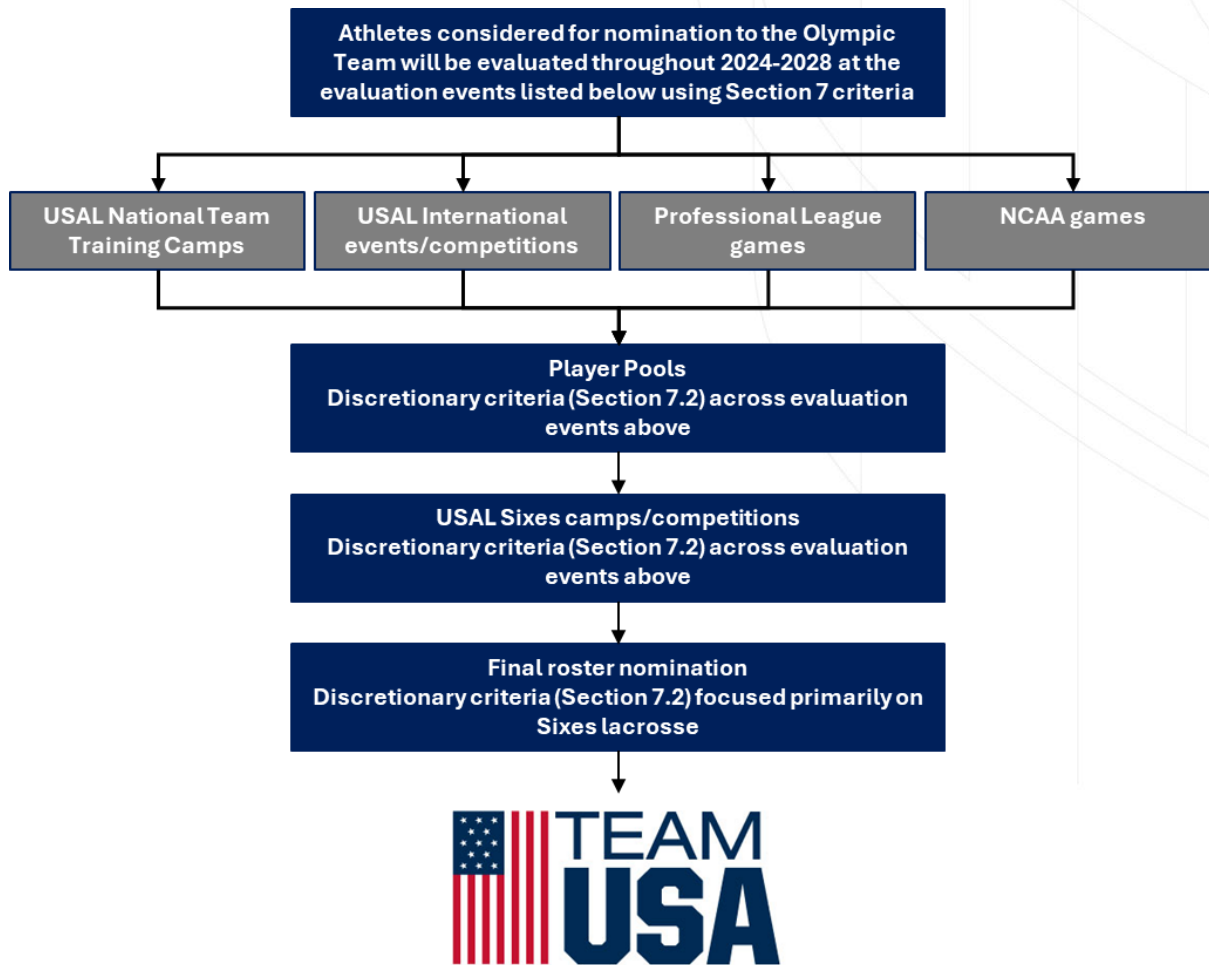 Athletes considered for nomination to the Olympic
Team will be evaluated throughout 2024-2028 at the
evaluation events listed below using Section 7 criteria
USAL National Team
Training Camps
USAL International
events/competitions
Professional League
games
NCAA games
Player Pools
Discretionary criteria (Section 7.2) across evaluation
events above
USAL Sixes camps/competitions
Discretionary criteria (Section 7.2) across evaluation
events above
Final roster nomination
Discretionary criteria (Section 7.2) focused primarily on
Sixes lacrosse
TEAM
USA